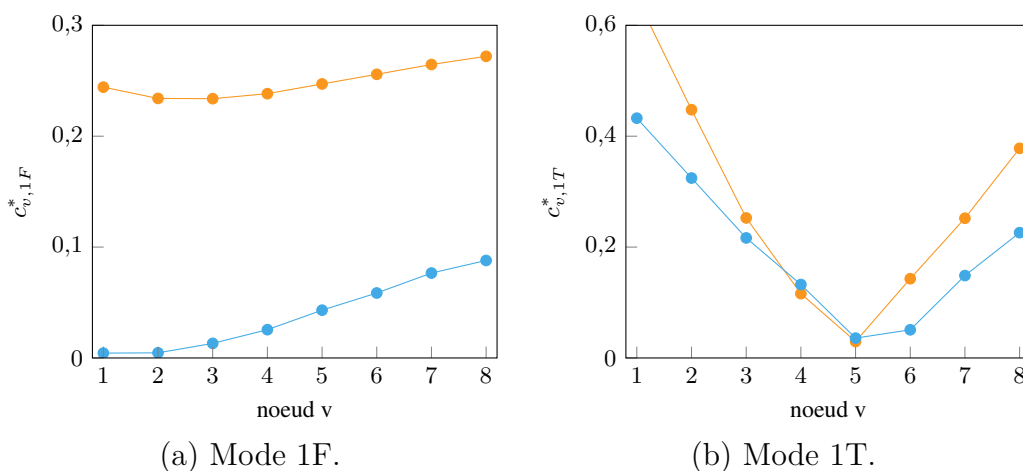 0,3
0,2
0,1
0
c*v,1F
1 2 3 4 5 6 7 8
noeud v
(a) Mode 1F.
0,6
0,4
0,2
0
c*v,1T
1 2 3 4 5 6 7 8
noeud v
(b) Mode 1T.